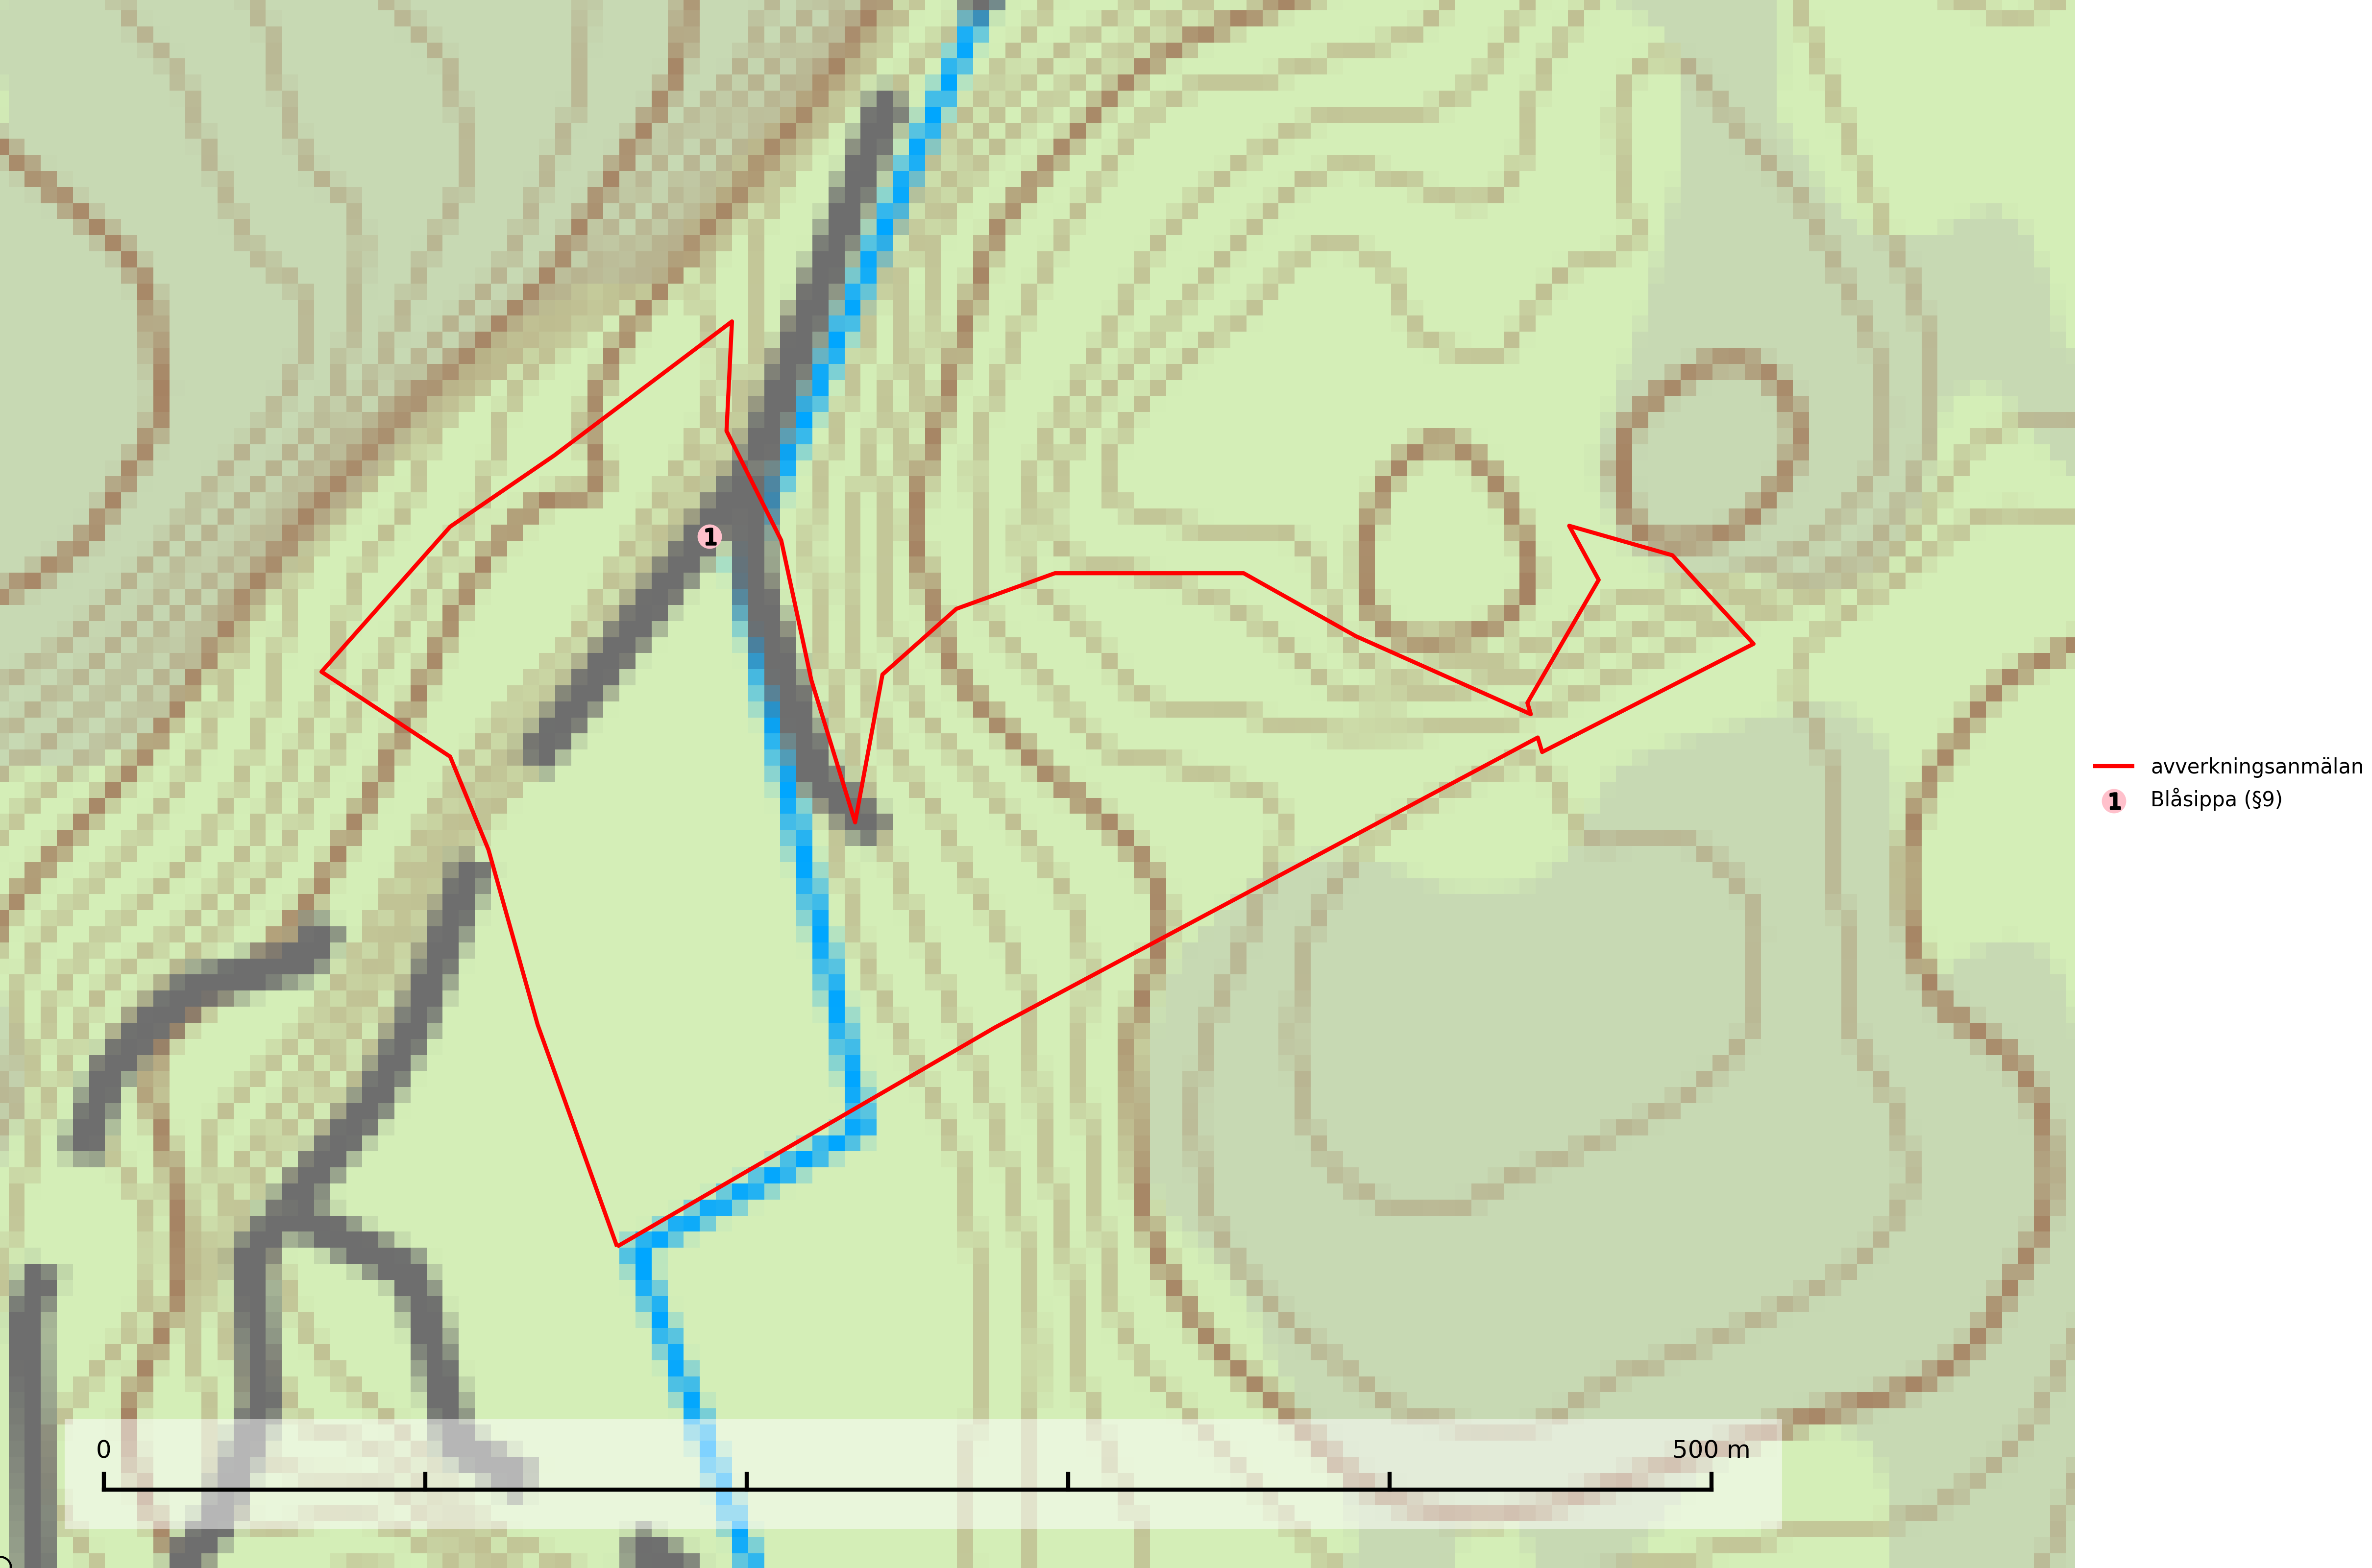 1
avverkningsanmälan
1 Blåsippa (§9)
0 500 m